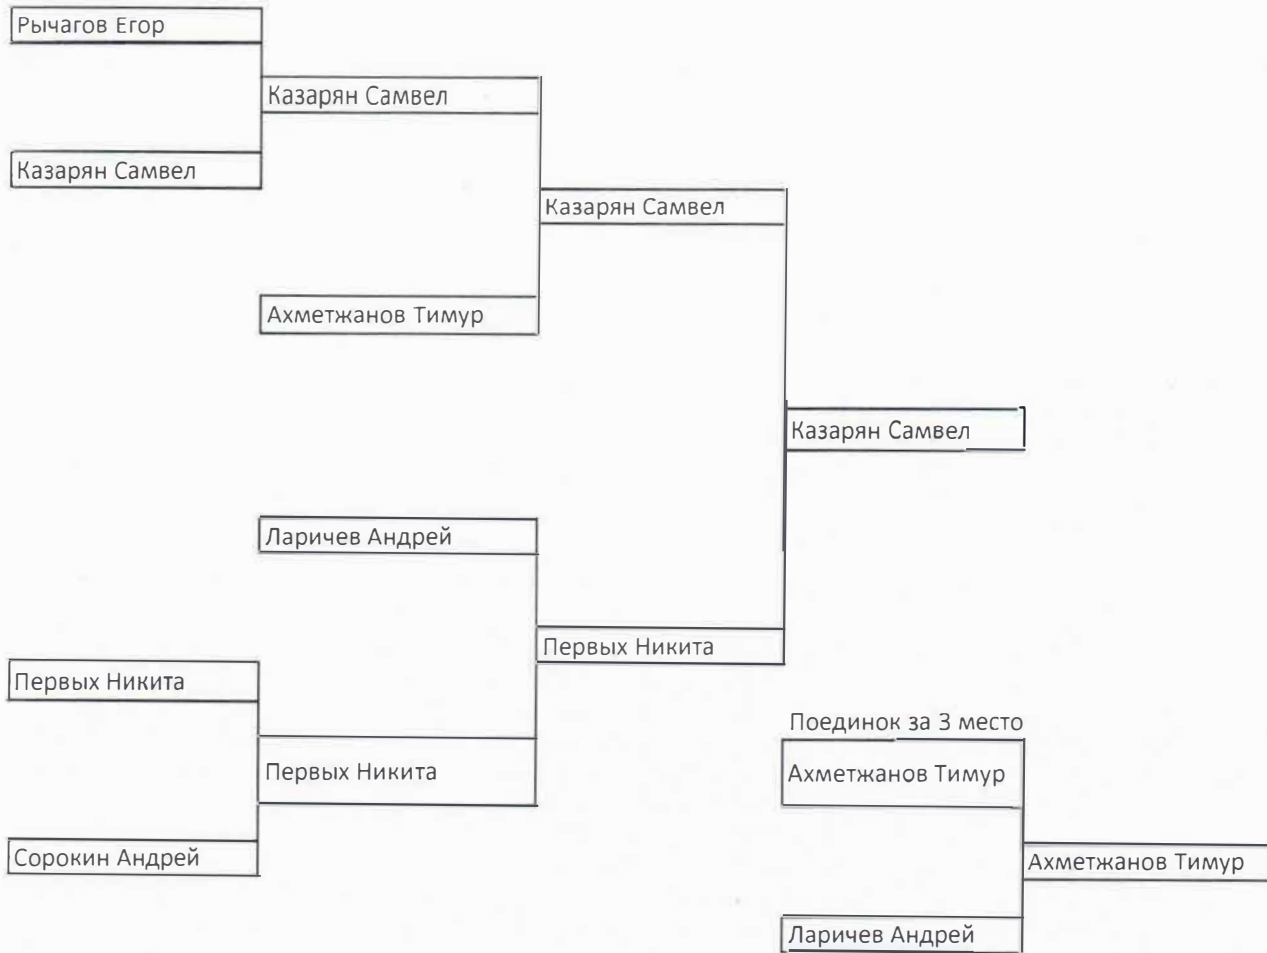 Рычагов Егор
Казарян Самвел
Казарян Самвел
Казарян Самвел
Ахметжанов Тимур
Казарян Самвел
Ларичев Андрей
Первых Никита
Первых Никита
Поединок за 3 место
Первых Никита
Ахметжанов Тимур
Сорокин Андрей
Ахметжанов Тимур
Ларичев Андрей